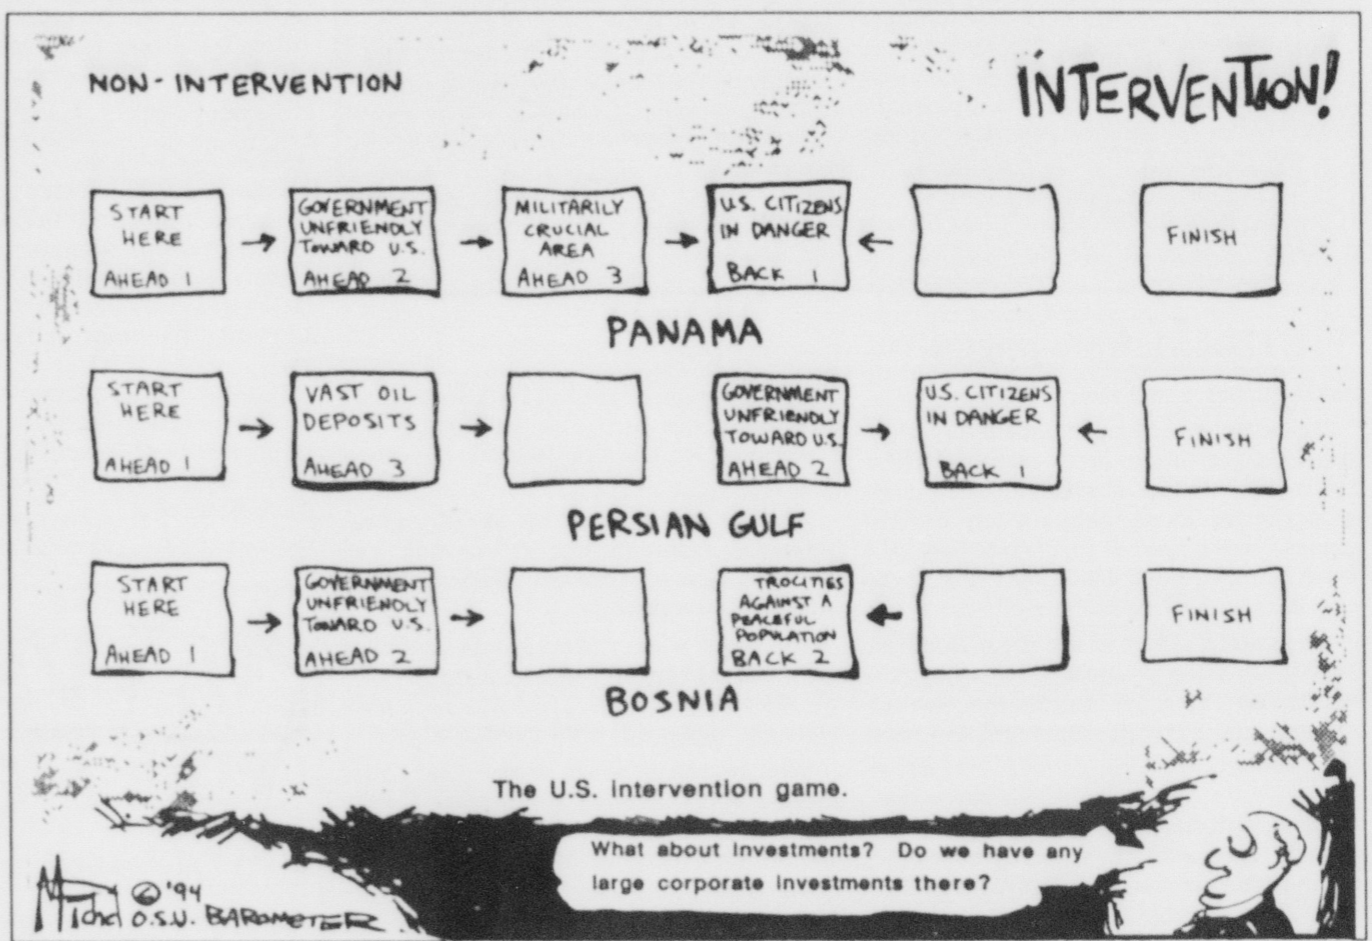 NON-INTERVENTION
INTERVENTION!
START
HERE
AHEAD 1
GOVERNMENT
UNFRIENDLY
TOWARD U.S.
AHEAD 2
MILITARILY
CRUCIAL
AREA
AHEAD 3
U.S. CITIZENS
IN DANGER
BACK 1
FINISH
PANAMA
START
HERE
AHEAD 1
VAST OIL
DEPOSITS
AHEAD 3
GOVERNMENT
UNFRIENDLY
TOWARD U.S.
AHEAD 2
U.S. CITIZENS
IN DANGER
BACK 1
FINISH
PERSIAN GULF
START
HERE
AHEAD 1
GOVERNMENT
UNFRIENDLY
TOWARD U.S.
AHEAD 2
TROCITIES
AGAINST A
PEACEFUL
POPULATION
BACK 2
FINISH
BOSNIA
The U.S. intervention game.
What about investments? Do we have any
large corporate investments there?
© '94
O.S.U. BAROMETER